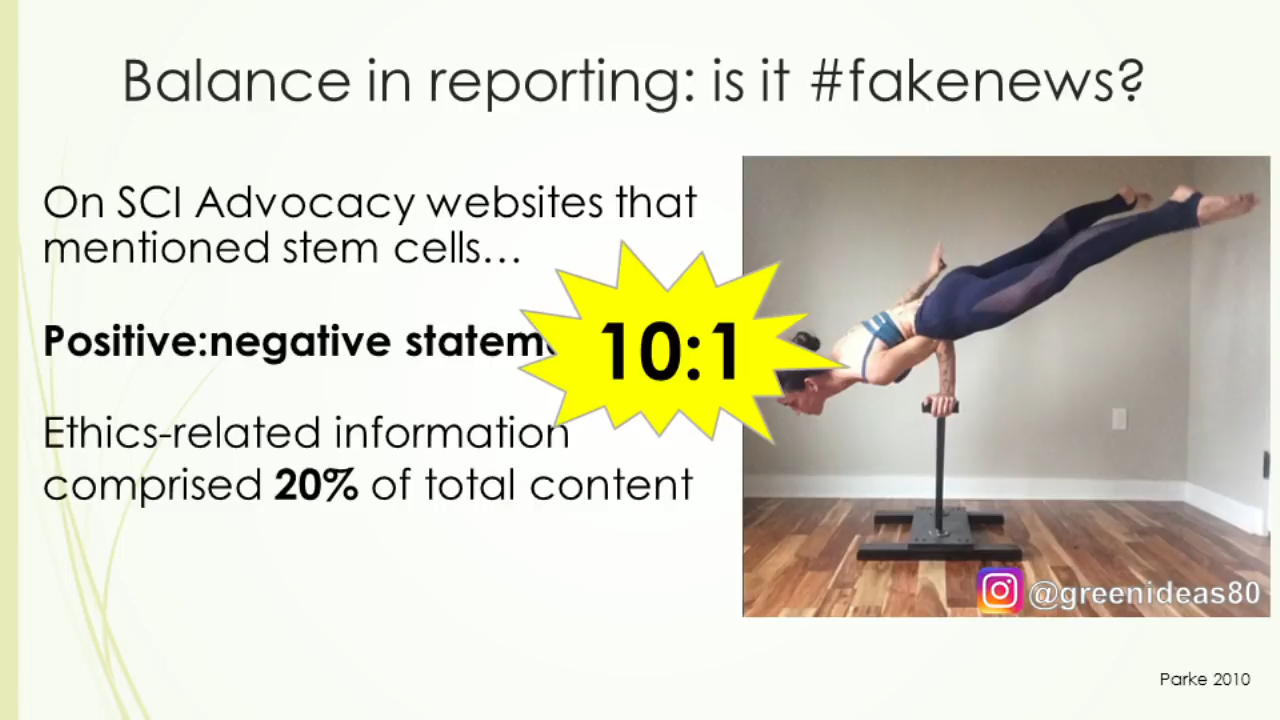 Balance in reporting: is it #fakenews?
On SCI Advocacy websites that
mentioned stem cells…
Positive:negative
10:1
Ethics-related information
comprised 20% of total content
@greenideas80
Parke 2010